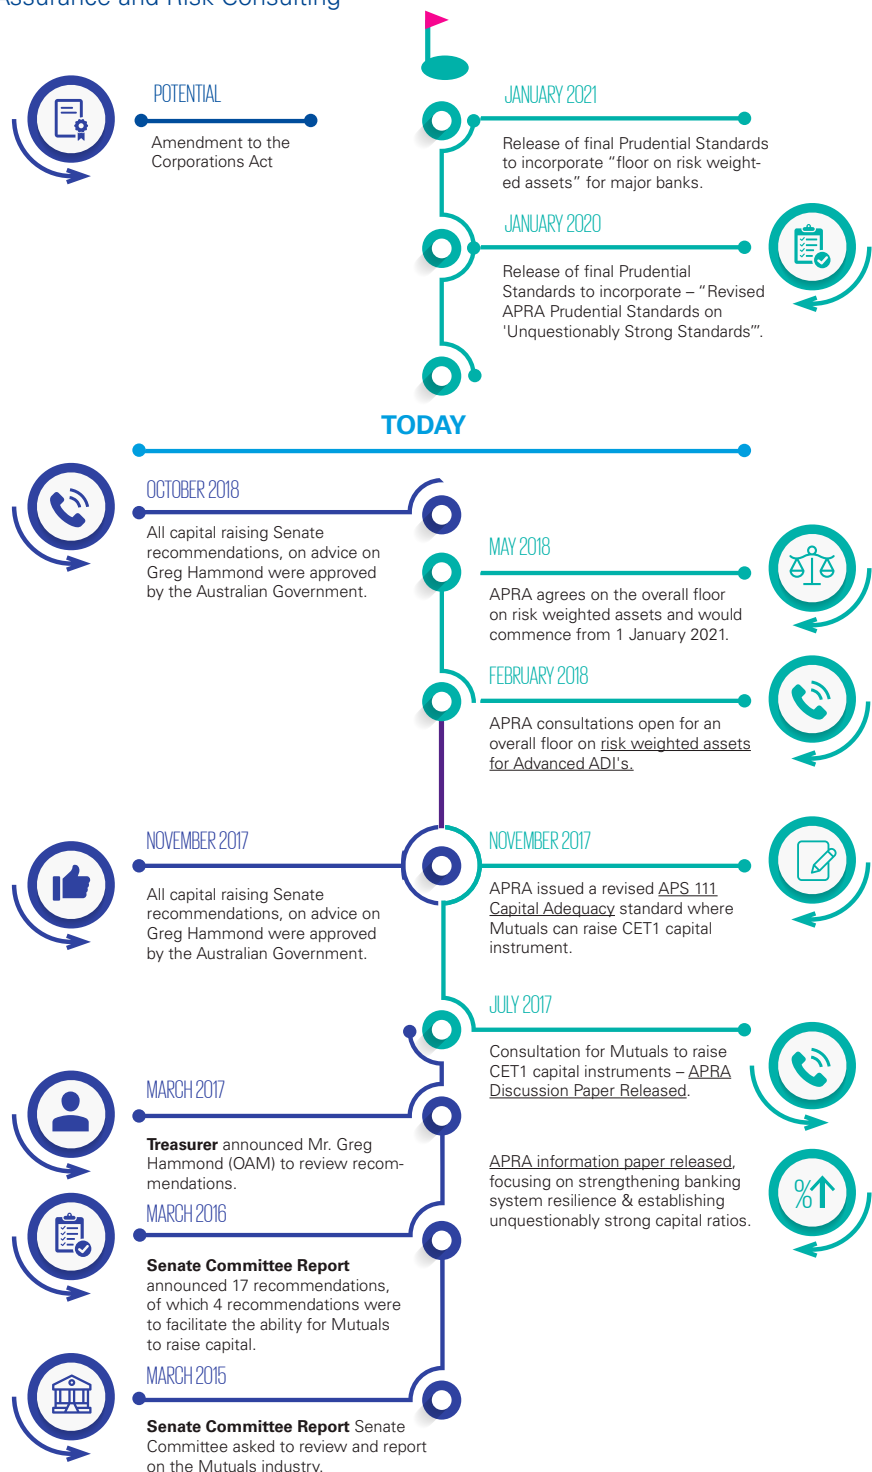 Assurance and Risk Consulting
POTENTIAL
Amendment to the
Corporations Act
JANUARY 2021
Release of final Prudential Standards
to incorporate “floor on risk weight-
ed assets” for major banks.
JANUARY 2020
Release of final Prudential
Standards to incorporate – “Revised
APRA Prudential Standards on
'Unquestionably Strong Standards'”.
TODAY
OCTOBER 2018
All capital raising Senate
recommendations, on advice on
Greg Hammond were approved
by the Australian Government.
MAY 2018
APRA agrees on the overall floor
on risk weighted assets and would
commence from 1 January 2021.
FEBRUARY 2018
APRA consultations open for an
overall floor on risk weighted assets
for Advanced ADI's.
NOVEMBER 2017
All capital raising Senate
recommendations, on advice on
Greg Hammond were approved
by the Australian Government.
NOVEMBER 2017
APRA issued a revised APS 111
Capital Adequacy standard where
Mutuals can raise CET1 capital
instrument.
JULY 2017
Consultation for Mutuals to raise
CET1 capital instruments – APRA
Discussion Paper Released.
APRA information paper released,
focusing on strengthening banking
system resilience & establishing
unquestionably strong capital ratios.
%
MARCH 2017
Treasurer announced Mr. Greg
Hammond (OAM) to review recom-
mendations.
MARCH 2016
Senate Committee Report
announced 17 recommendations,
of which 4 recommendations were
to facilitate the ability for Mutuals
to raise capital.
MARCH 2015
Senate Committee Report Senate
Committee asked to review and report
on the Mutuals industry.